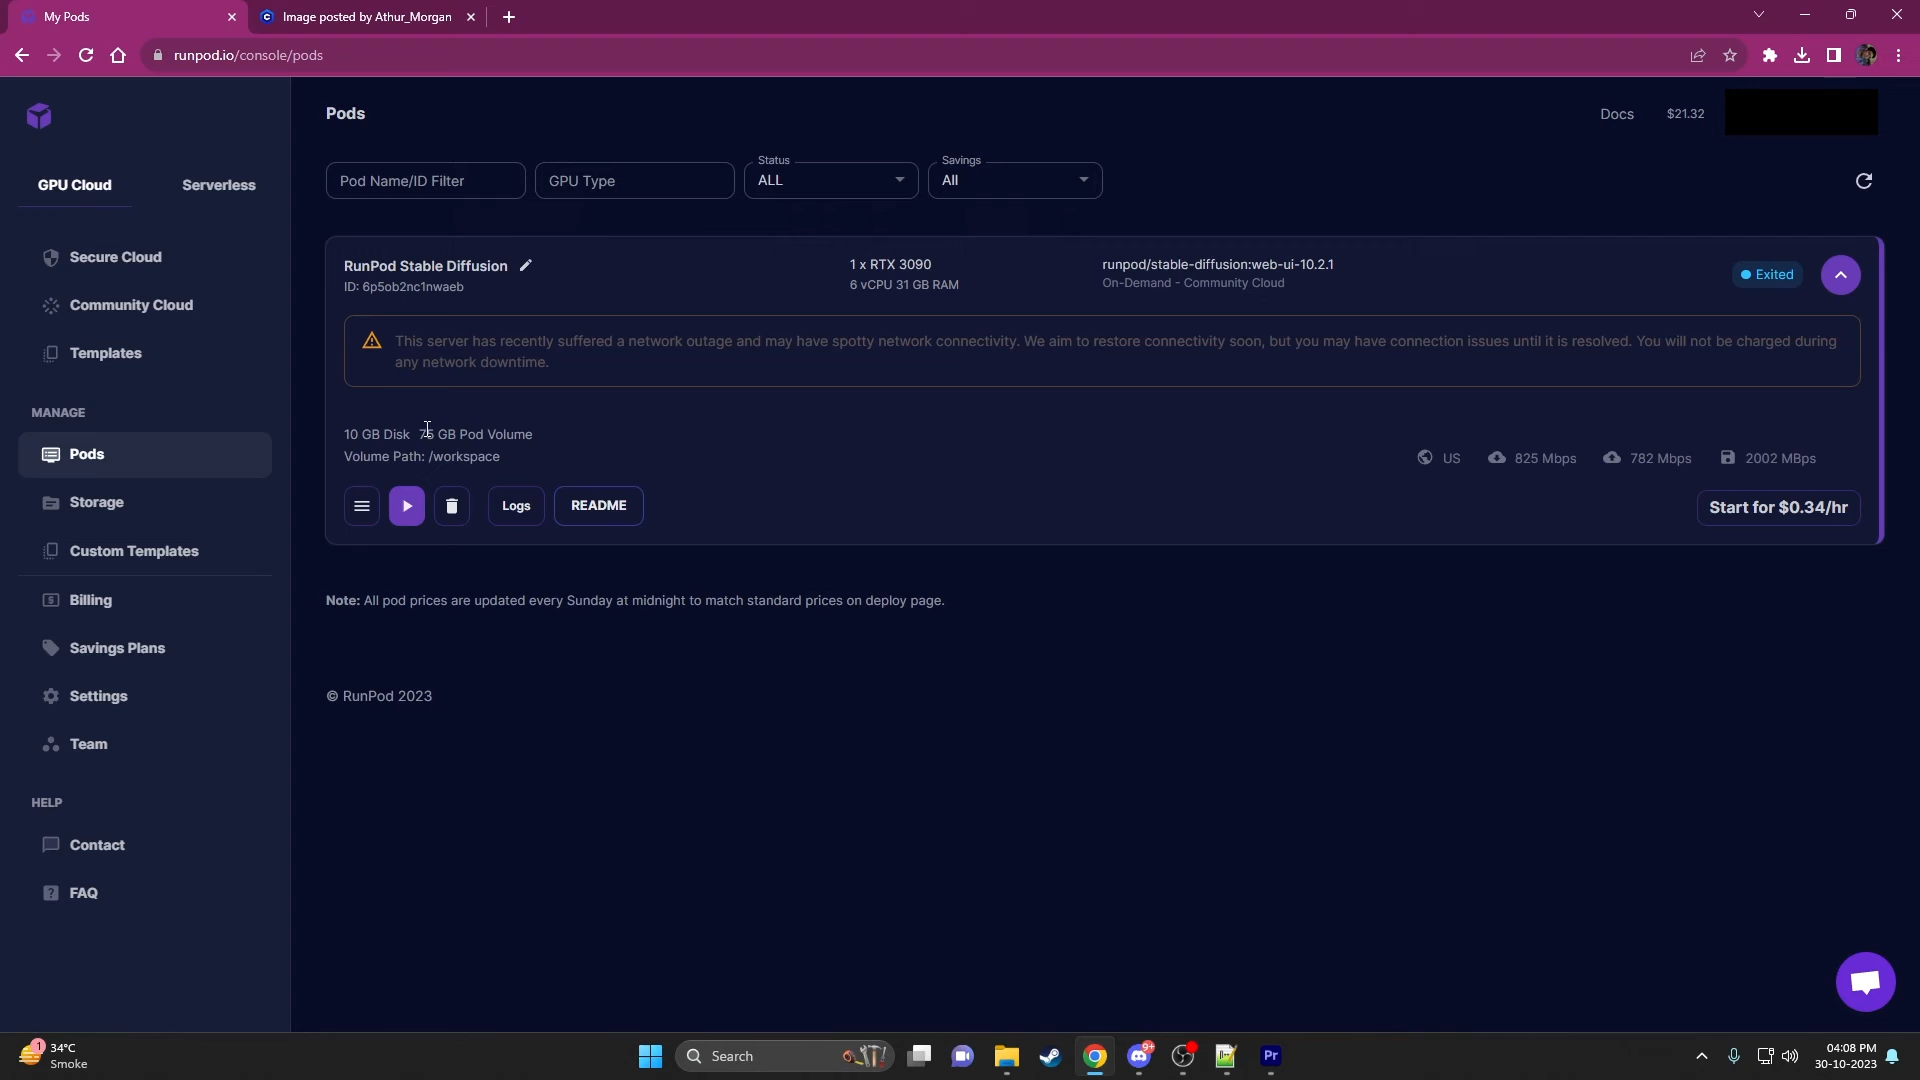 My Pods
Image posted by Athur_Morgan
runpod.io/console/pods
Pods
Docs
$21.32
GPU Cloud
Serverless
Pod Name/ID Filter
GPU Type
Status
ALL
Savings
All
Secure Cloud
Community Cloud
Templates
MANAGE
Pods
Storage
Custom Templates
Billing
Savings Plans
Settings
Team
HELP
Contact
FAQ
RunPod Stable Diffusion
ID: 6p5ob2nc1nwaeb
1 x RTX 3090
6 vCPU 31 GB RAM
runpod/stable-diffusion:web-ui-10.2.1
On-Demand - Community Cloud
Exited
This server has recently suffered a network outage and may have spotty network connectivity. We aim to restore connectivity soon, but you may have connection issues until it is resolved. You will not be charged during
any network downtime.
10 GB Disk 75 GB Pod Volume
Volume Path: /workspace
US
825 Mbps
782 Mbps
2002 MBps
Logs
README
Start for $0.34/hr
Note: All pod prices are updated every Sunday at midnight to match standard prices on deploy page.
© RunPod 2023
1
34°C
Smoke
Search
9+
Pr
04:08 PM
30-10-2023